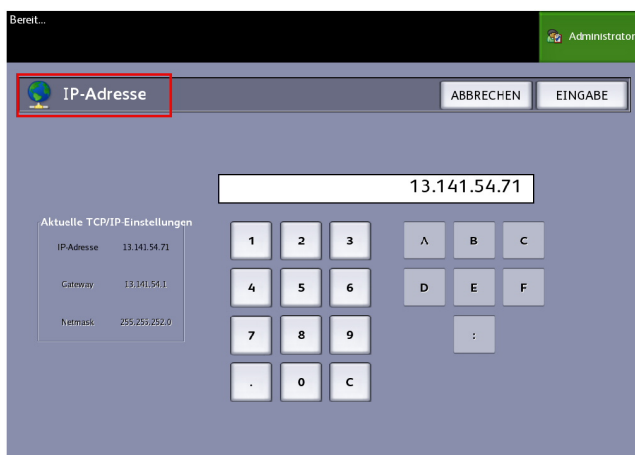 Bereit...
Administrator
IP-Adresse
ABBRECHEN
EINGABE
13.141.54.71
Aktuelle TCP/IP-Einstellungen
IP-Adresse 13.141.54.71
Gateway 13.141.54.1
Netmask 255.255.252.0
1 2 3 A B C
4 5 6 D E F
7 8 9 :
. 0 C